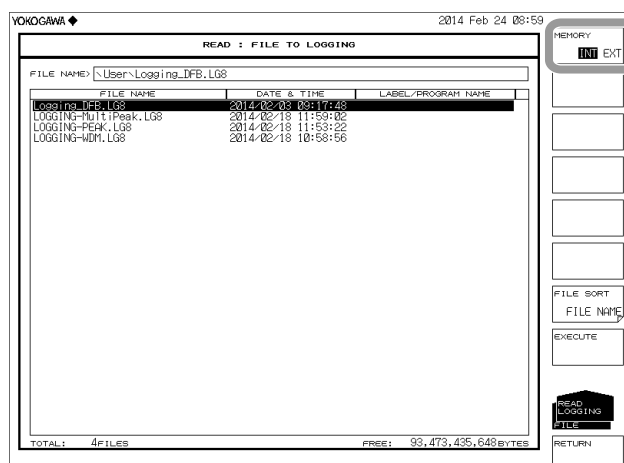 YOKOGAWA ◆
2014 Feb 24 08:59
READ : FILE TO LOGGING
FILE NAME> \User\Logging_DFB.LG8
FILE NAME DATE & TIME LABEL/PROGRAM NAME
Logging_DFB.LG8 2014/02/03 09:17:48
LOGGING-MultiPeak.LG8 2014/02/18 11:59:02
LOGGING-PEAK.LG8 2014/02/18 11:53:22
LOGGING-WDM.LG8 2014/02/18 10:58:56
TOTAL: 4FILES FREE: 93,473,435,648BYTES
MEMORY
INT EXT
FILE SORT
FILE NAME
EXECUTE
READ
LOGGING
FILE
RETURN